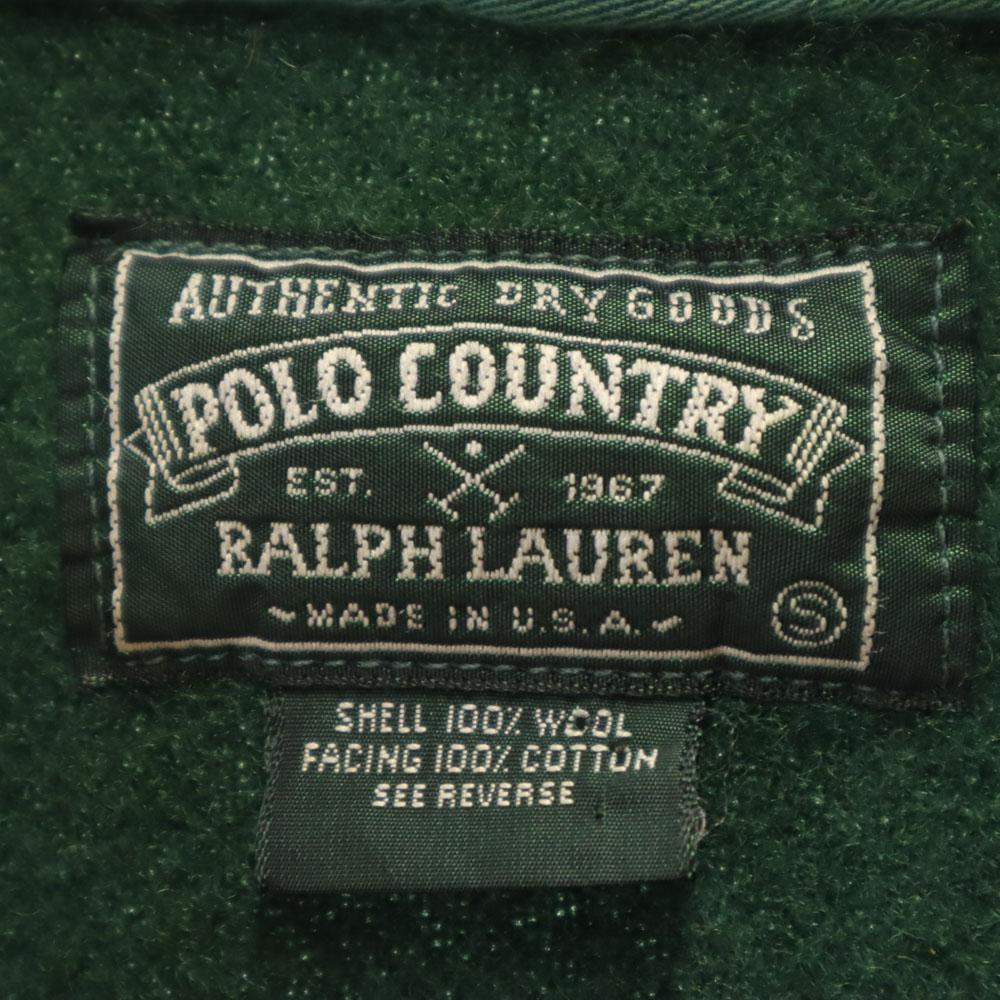 AUTHENTIC DRY GOODS
POLO COUNTRY
EST. 1967
RALPH LAUREN
~MADE IN U.S.A.~
S
SHELL 100% WOOL
FACING 100% COTTON
SEE REVERSE